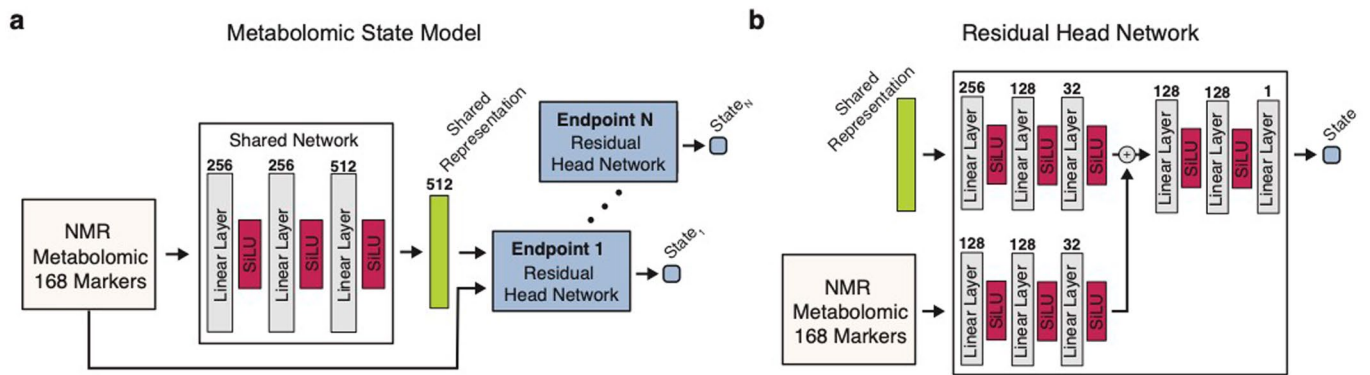 a
Metabolomic State Model
NMR
Metabolomic
168 Markers
Shared Network
256
Linear Layer
SiLU
256
Linear Layer
SiLU
512
Linear Layer
SiLU
Shared
Representation
512
Endpoint N
Residual
Head Network
StateN
Endpoint 1
Residual
Head Network
State1
b
Residual Head Network
Shared
Representation
256
Linear Layer
SiLU
128
Linear Layer
SiLU
32
Linear Layer
SiLU
+
128
Linear Layer
SiLU
128
Linear Layer
SiLU
1
Linear Layer
State
NMR
Metabolomic
168 Markers
128
Linear Layer
SiLU
128
Linear Layer
SiLU
32
Linear Layer
SiLU